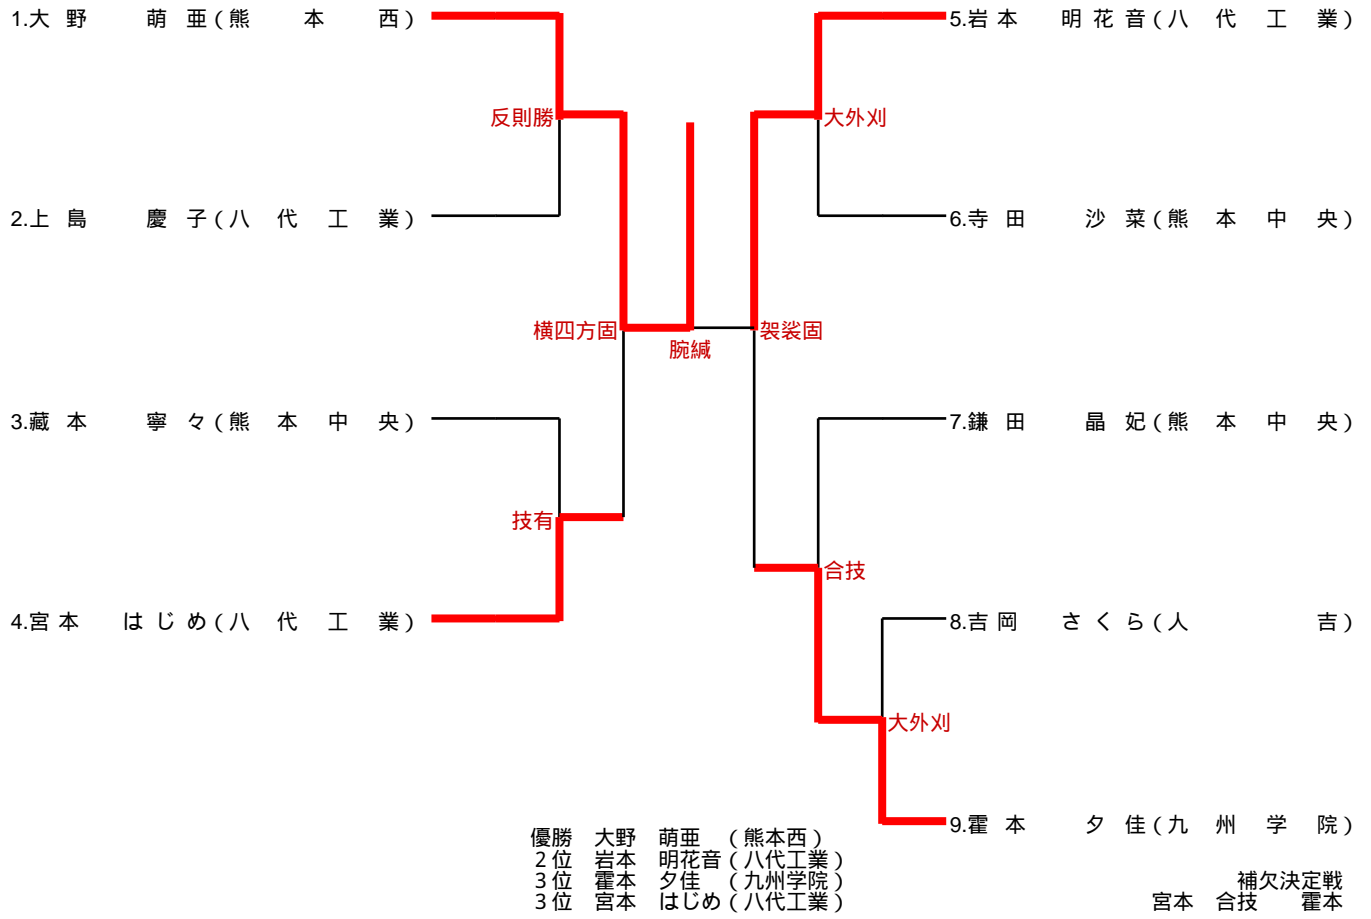 1.大野 萌亜(熊本西)
5.岩本 明花音(八代工業)
反則勝
大外刈
2.上島 慶子(八代工業)
6.寺田 沙菜(熊本中央)
横四方固
袈裟固
腕緘
3.藏本 寧々(熊本中央)
7.鎌田 晶妃(熊本中央)
技有
合技
4.宮本 はじめ(八代工業)
8.吉岡 さくら(人吉)
大外刈
9.霍本 夕佳(九州学院)
優勝 大野 萌亜 (熊本西)
2位 岩本 明花音(八代工業)
3位 霍本 夕佳 (九州学院)
3位 宮本 はじめ(八代工業)
補欠決定戦
宮本 合技 霍本